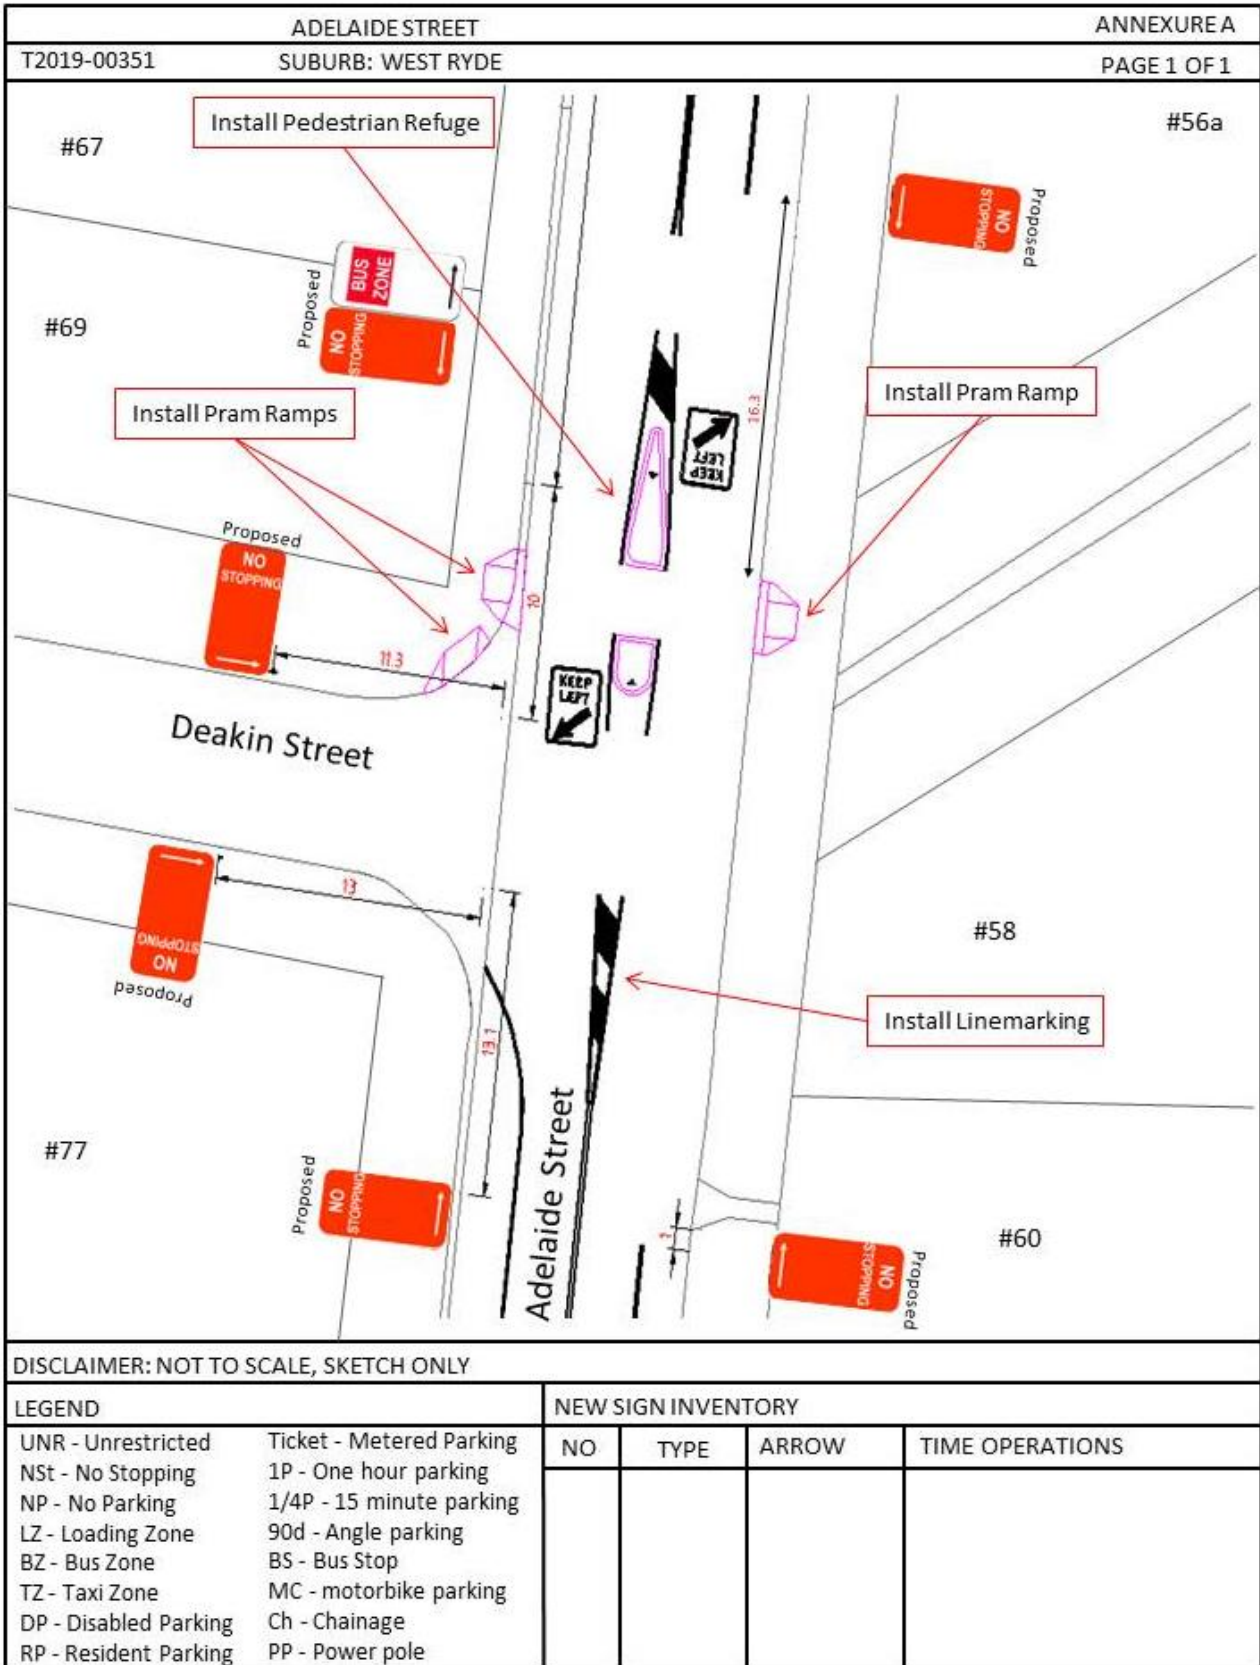 ADELAIDE STREET
ANNEXURE A
T2019-00351
SUBURB: WEST RYDE
PAGE 1 OF 1
Install Pedestrian Refuge
#67
#56a
NO
STOPPING
Proposed
BUS
ZONE
Proposed
NO
STOPPING
#69
16.3
Install Pram Ramp
Install Pram Ramps
KEEP
LEFT
Proposed
NO
STOPPING
10
11.3
KEEP
LEFT
Deakin Street
13
NO
STOPPING
Proposed
#58
Install Linemarking
13.1
Adelaide Street
#77
Proposed
NO
STOPPING
#60
1
NO
STOPPING
Proposed
DISCLAIMER: NOT TO SCALE, SKETCH ONLY
LEGEND
UNR - Unrestricted
NSt - No Stopping
NP - No Parking
LZ - Loading Zone
BZ - Bus Zone
TZ - Taxi Zone
DP - Disabled Parking
RP - Resident Parking
Ticket - Metered Parking
1P - One hour parking
1/4P - 15 minute parking
90d - Angle parking
BS - Bus Stop
MC - motorbike parking
Ch - Chainage
PP - Power pole
NEW SIGN INVENTORY
NO
TYPE
ARROW
TIME OPERATIONS